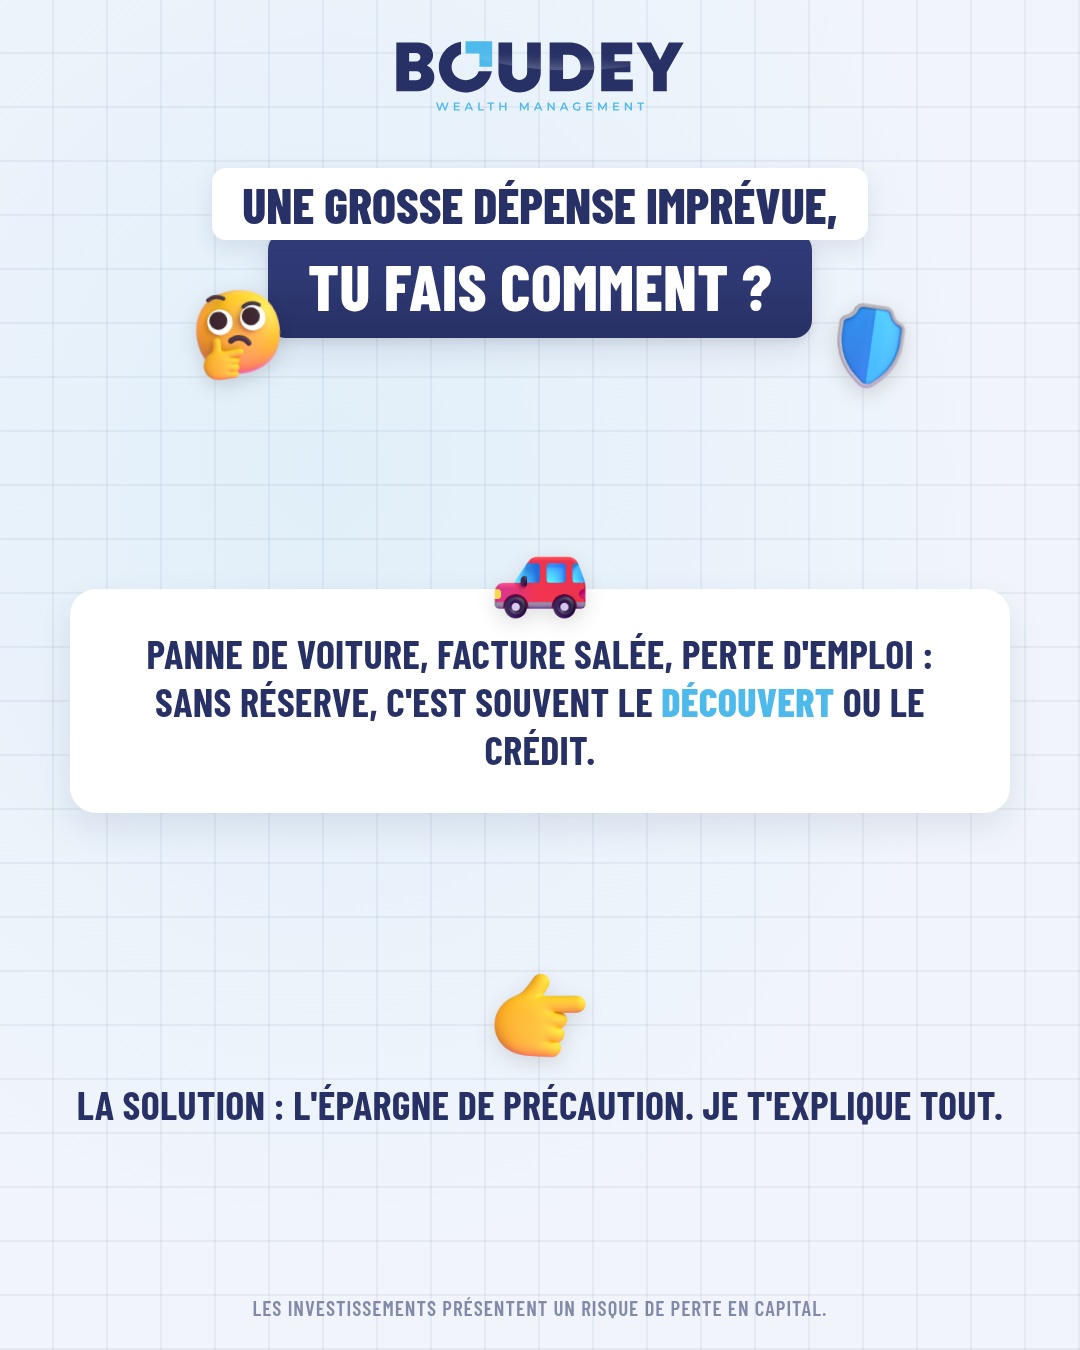 BOUDEY
WEALTH MANAGEMENT
UNE GROSSE DÉPENSE IMPRÉVUE,
TU FAIS COMMENT ?
PANNE DE VOITURE, FACTURE SALÉE, PERTE D'EMPLOI :
SANS RÉSERVE, C'EST SOUVENT LE DÉCOUVERT OU LE
CRÉDIT.
LA SOLUTION : L'ÉPARGNE DE PRÉCAUTION. JE T'EXPLIQUE TOUT.
LES INVESTISSEMENTS PRÉSENTENT UN RISQUE DE PERTE EN CAPITAL.